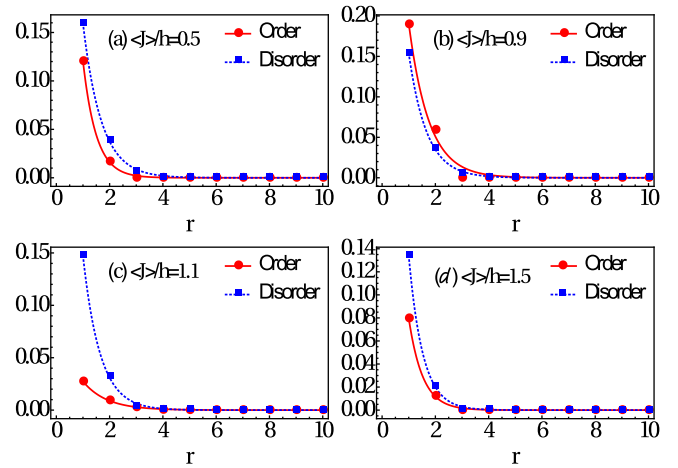 (a) <J>/h=0.5
Order
Disorder
0.15
0.10
0.05
0.00
0 2 4 6 8 10
r
(b) <J>/h=0.9
Order
Disorder
0.20
0.15
0.10
0.05
0.00
0 2 4 6 8 10
r
(c) <J>/h=1.1
Order
Disorder
0.15
0.10
0.05
0.00
0 2 4 6 8 10
r
(d) <J>/h=1.5
Order
Disorder
0.14
0.12
0.10
0.08
0.06
0.04
0.02
0.00
0 2 4 6 8 10
r